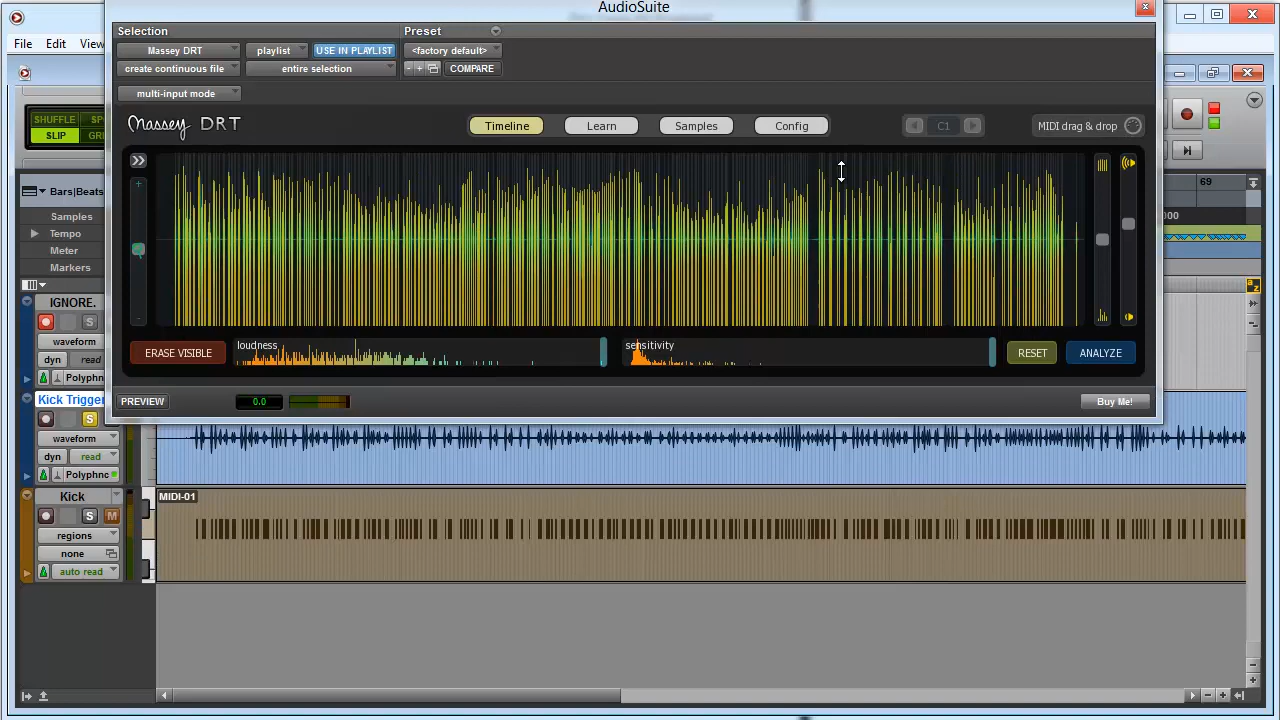 AudioSuite
File Edit View
Selection
Preset
Massey DRT
playlist
USE IN PLAYLIST
<factory default>
create continuous file
entire selection
- +
COMPARE
multi-input mode
Massey DRT
Timeline
Learn
Samples
Config
C1
MIDI drag & drop
SHUFFLE
SLIP
Bars|Beats
69
Samples
Tempo
Meter
Markers
+
-
ERASE VISIBLE
loudness
sensitivity
RESET
ANALYZE
PREVIEW
0.0
Buy Me!
IGNORE.
S
waveform
dyn read
Polyphn
Kick Trigger
S
waveform
dyn read
Polyphnc
Kick
S M
regions
none
auto read
MIDI-01
a z